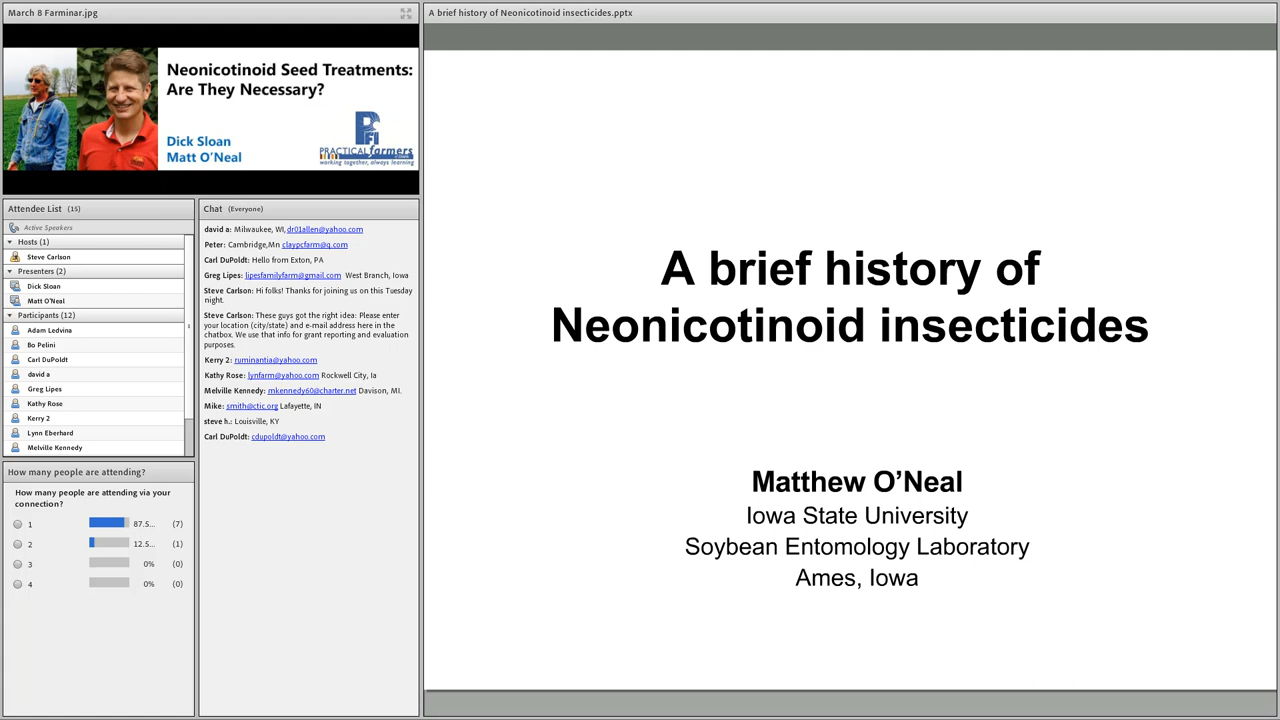 March 8 Farminar.jpg
Neonicotinoid Seed Treatments:
Are They Necessary?
Dick Sloan
Matt O'Neal
PFI
PRACTICAL farmers
working together, always learning
Attendee List (15)
Active Speakers
Hosts (1)
Steve Carlson
Presenters (2)
Dick Sloan
Matt O'Neal
Participants (12)
Adam Ledvina
Bo Pelini
Carl DuPoldt
david a
Greg Lipes
Kathy Rose
Kerry 2
Lynn Eberhard
Melville Kennedy
How many people are attending?
How many people are attending via your
connection?
1 87.5... (7)
2 12.5... (1)
3 0% (0)
4 0% (0)
Chat (Everyone)
david a: Milwaukee, WI, dr01allen@yahoo.com
Peter: Cambridge,Mn claypcfarm@q.com
Carl DuPoldt: Hello from Exton, PA
Greg Lipes: lipesfamilyfarm@gmail.com West Branch, Iowa
Steve Carlson: Hi folks! Thanks for joining us on this Tuesday
night.
Steve Carlson: These guys got the right idea: Please enter
your location (city/state) and e-mail address here in the
chatbox. We use that info for grant reporting and evaluation
purposes.
Kerry 2: ruminantia@yahoo.com
Kathy Rose: lynfarm@yahoo.com Rockwell City, Ia
Melville Kennedy: mkennedy60@charter.net Davison, MI.
Mike: smith@ctic.org Lafayette, IN
steve h.: Louisville, KY
Carl DuPoldt: cdupoldt@yahoo.com
A brief history of Neonicotinoid insecticides.pptx
A brief history of
Neonicotinoid insecticides
Matthew O'Neal
Iowa State University
Soybean Entomology Laboratory
Ames, Iowa